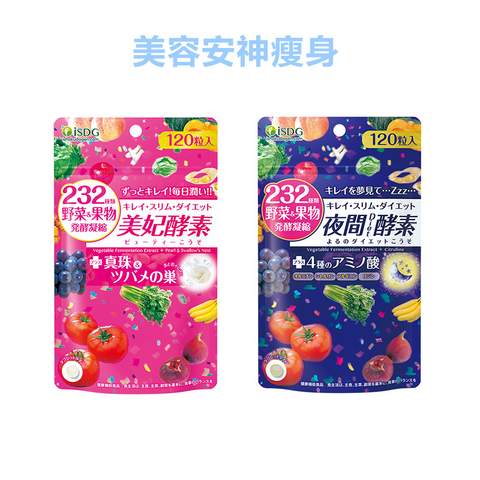 美容安神瘦身
iSDG
120粒入
232種類
野菜&果物
発酵凝縮
ずっとキレイ!毎日潤い!!
キレイ・スリム・ダイエット
美妃酵素
ビューティーこうそ
Vegetable Fermentation Extract + Pearl & Swallow's Nest
プラス真珠&
ツバメの巣
iSDG
120粒入
232種類
野菜&果物
発酵凝縮
キレイを夢見て…Zzz…
キレイ・スリム・ダイエット
夜間Diet酵素
よるのダイエットこうそ
Vegetable Fermentation Extract + Citrulline
プラス4種のアミノ酸